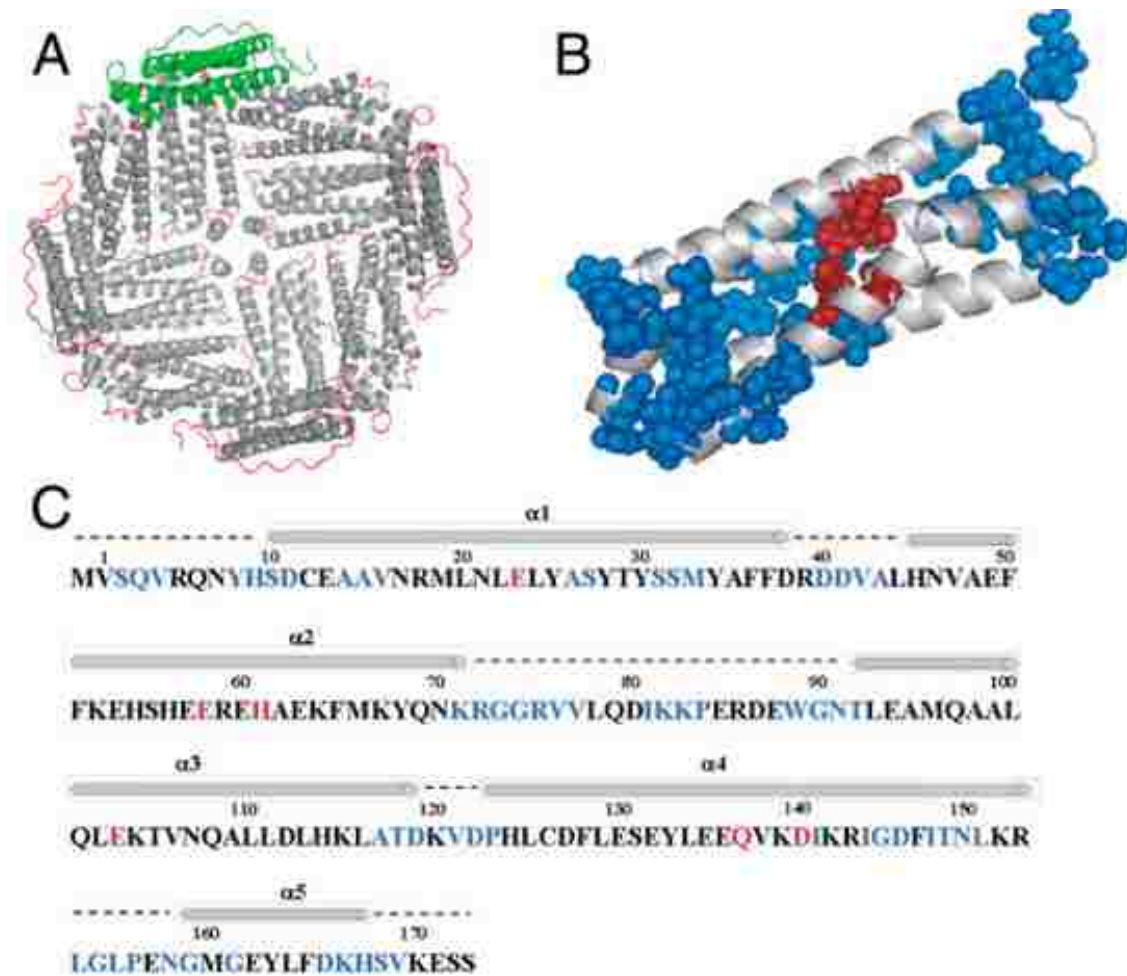 A
B
C
α1
1 10 20 30 40 50
MVSQVRQNYHSDCEAAVNRMLNLELYASYTYSSMYAFFDRDDVALHNVAEF
α2
60 70 80 90 100
FKEHSHEEREHAEKFMKYQNKRGGRVVVLQDIKKPERDEWGNTLEAMQAAL
α3 α4
110 120 130 140 150
QLEKTVNQALLDLHKLATDKVDPHLCDFLESEYLEEQVKDIKRIGDFITNLKR
α5
160 170
LGLPENGMGEYLFDKHSVKESS